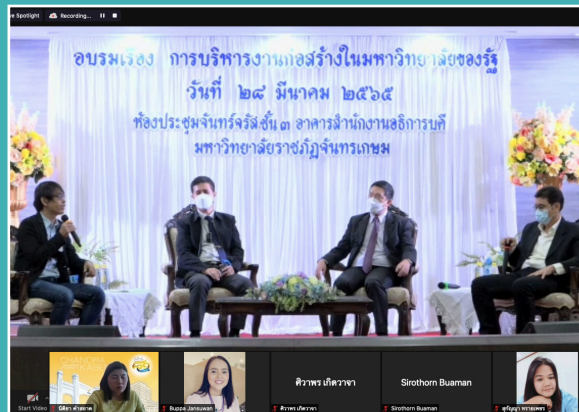 Spotlight
Recording...
อบรมเรื่อง การบริหารงานก่อสร้างในมหาวิทยาลัยของรัฐ
วันที่ ๒๘ มีนาคม ๒๕๖๕
ห้องประชุมจันทร์จรัส ชั้น ๓ อาคารสำนักงานอธิการบดี
มหาวิทยาลัยราชภัฏจันทรเกษม
CHANDRA
KAS
ศิวาพร เกิดวาจา
Sirothorn Buaman
Start Video
Buppa Jansuwan
ศิวาพร เกิดวาจา
Sirothorn Buaman